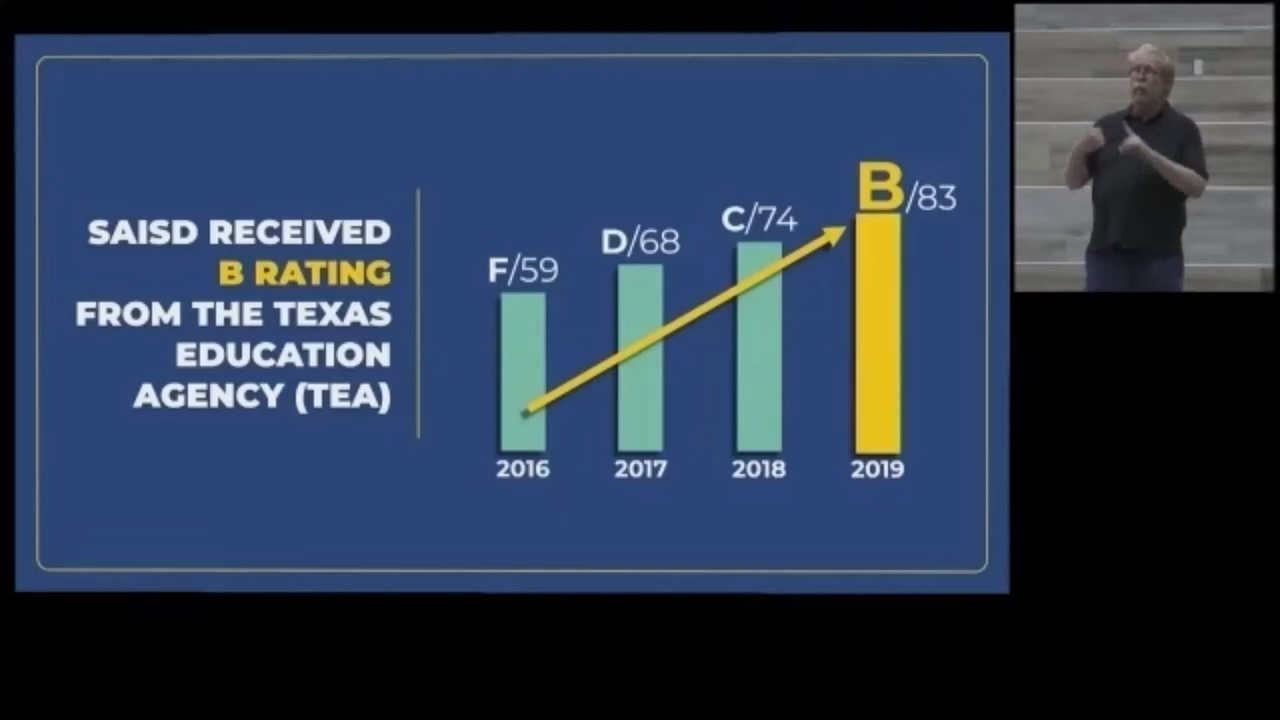 SAISD RECEIVED
B RATING
FROM THE TEXAS
EDUCATION
AGENCY (TEA)
F/59
D/68
C/74
B/83
2016
2017
2018
2019